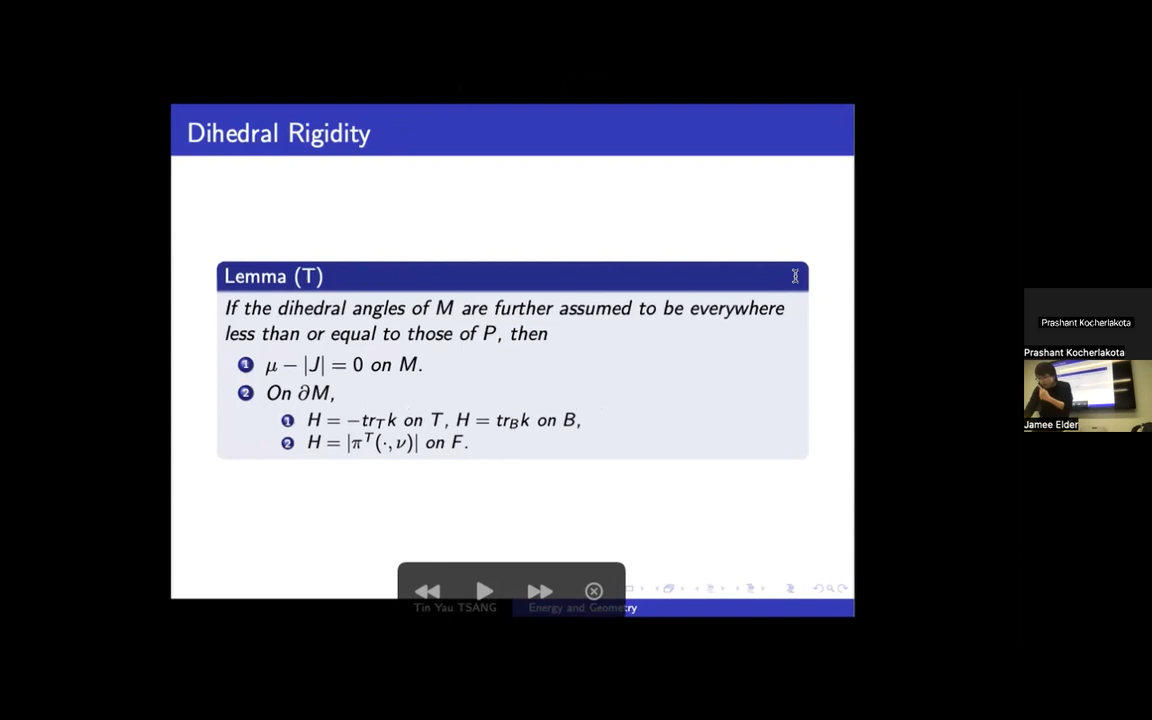 Dihedral Rigidity
Lemma (T)
If the dihedral angles of M are further assumed to be everywhere
less than or equal to those of P, then
1 μ − |J| = 0 on M.
2 On ∂M,
1 H = −tr_T k on T, H = tr_B k on B,
2 H = |π^T(·, ν)| on F.
Tin Yau TSANG
Energy and Geometry
Prashant Kocherlakota
Prashant Kocherlakota
Jamee Elder